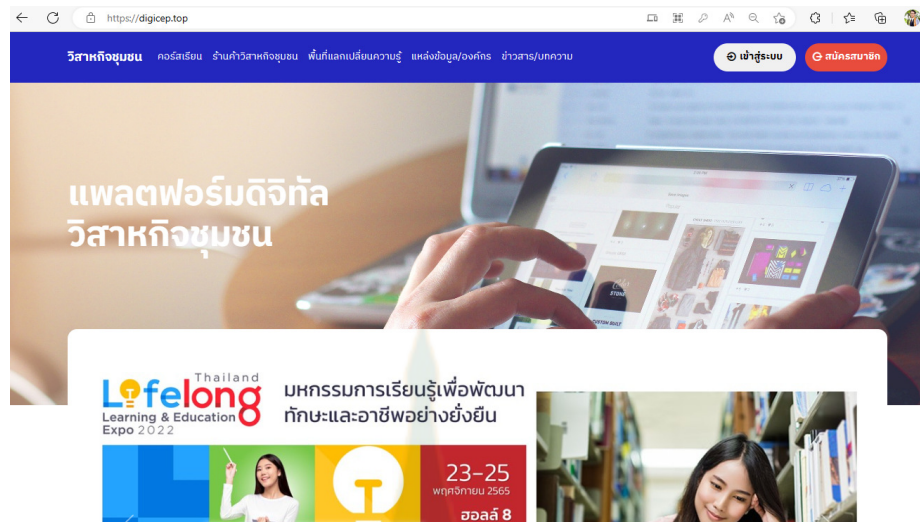 https://digicep.top
วิสาหกิจชุมชน คอร์สเรียน ร้านค้าวิสาหกิจชุมชน พื้นที่แลกเปลี่ยนความรู้ แหล่งข้อมูล/องค์กร ข่าวสาร/บทความ เข้าสู่ระบบ สมัครสมาชิก
แพลตฟอร์มดิจิทัล
วิสาหกิจชุมชน
Thailand
Lifelong
Learning & Education
Expo 2022
มหกรรมการเรียนรู้เพื่อพัฒนา
ทักษะและอาชีพอย่างยั่งยืน
23-25
พฤศจิกายน 2565
ฮอลล์ 8